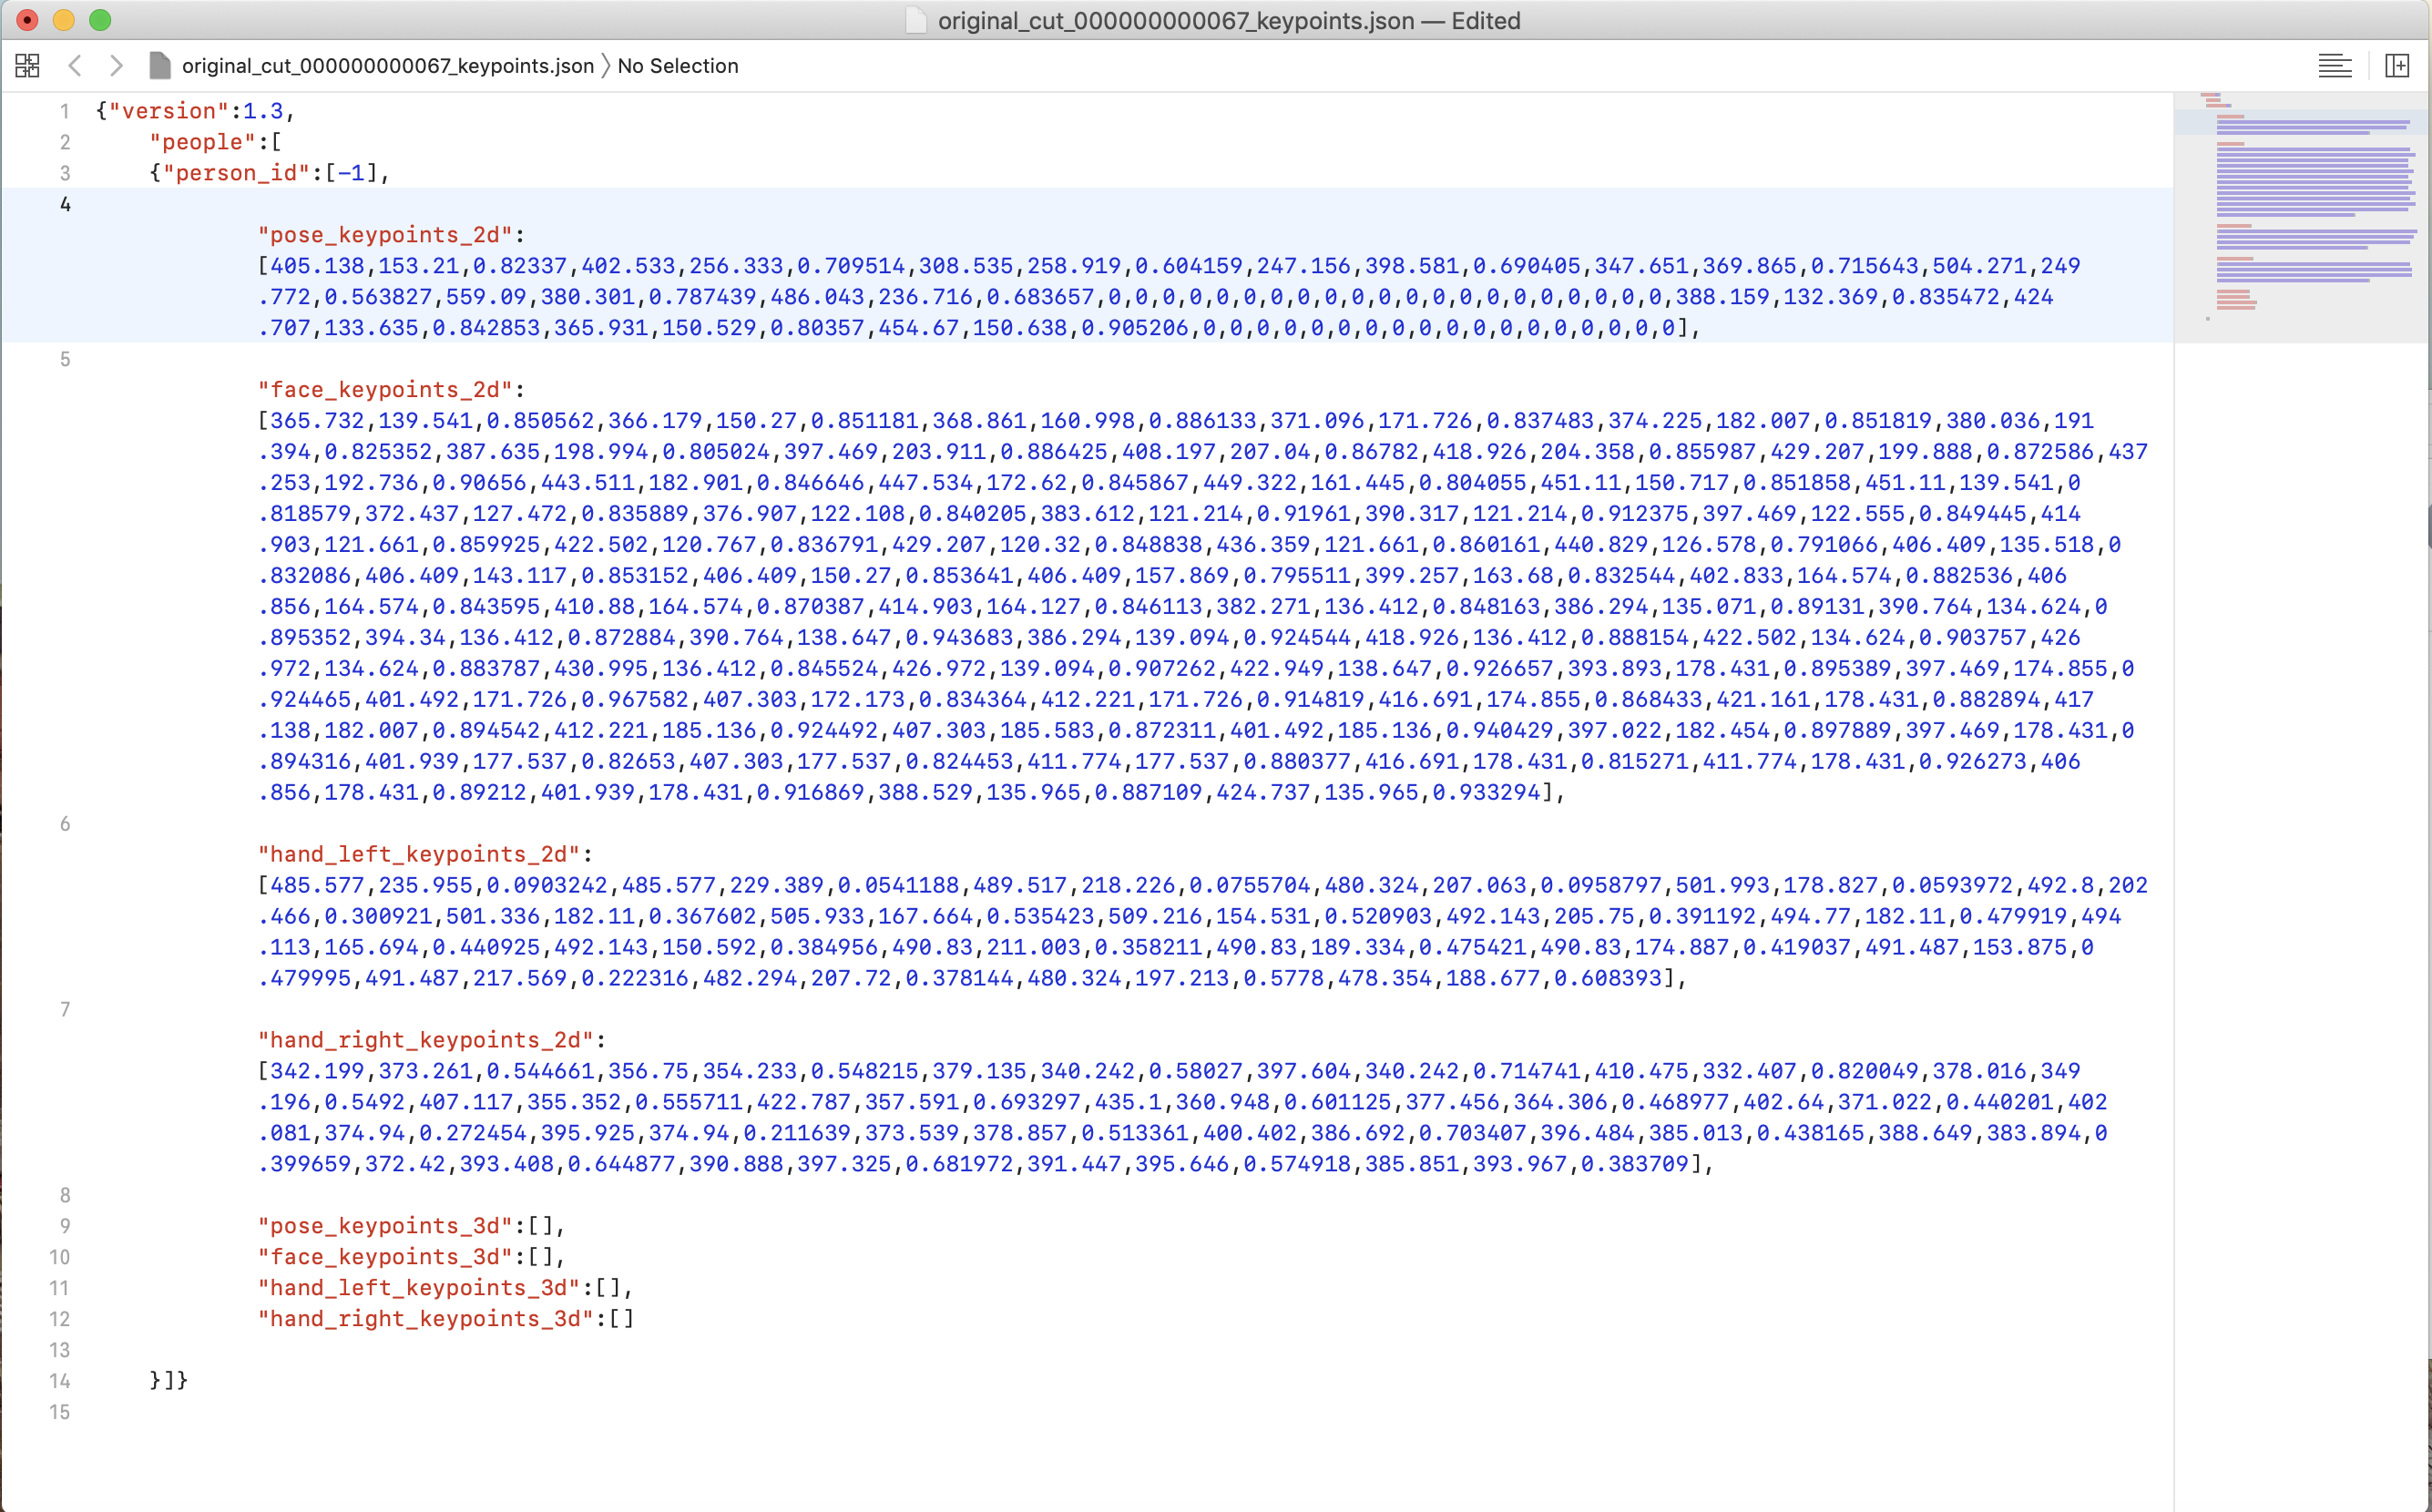 original_cut_000000000067_keypoints.json — Edited
original_cut_000000000067_keypoints.json 〉 No Selection
1 {"version":1.3,
2 "people":[
3 {"person_id":[-1],
4
"pose_keypoints_2d":
[405.138,153.21,0.82337,402.533,256.333,0.709514,308.535,258.919,0.604159,247.156,398.581,0.690405,347.651,369.865,0.715643,504.271,249
.772,0.563827,559.09,380.301,0.787439,486.043,236.716,0.683657,0,0,0,0,0,0,0,0,0,0,0,0,0,0,0,0,0,0,0,0,0,388.159,132.369,0.835472,424
.707,133.635,0.842853,365.931,150.529,0.80357,454.67,150.638,0.905206,0,0,0,0,0,0,0,0,0,0,0,0,0,0,0,0,0,0],
5
"face_keypoints_2d":
[365.732,139.541,0.850562,366.179,150.27,0.851181,368.861,160.998,0.886133,371.096,171.726,0.837483,374.225,182.007,0.851819,380.036,191
.394,0.825352,387.635,198.994,0.805024,397.469,203.911,0.886425,408.197,207.04,0.86782,418.926,204.358,0.855987,429.207,199.888,0.872586,437
.253,192.736,0.90656,443.511,182.901,0.846646,447.534,172.62,0.845867,449.322,161.445,0.804055,451.11,150.717,0.851858,451.11,139.541,0
.818579,372.437,127.472,0.835889,376.907,122.108,0.840205,383.612,121.214,0.91961,390.317,121.214,0.912375,397.469,122.555,0.849445,414
.903,121.661,0.859925,422.502,120.767,0.836791,429.207,120.32,0.848838,436.359,121.661,0.860161,440.829,126.578,0.791066,406.409,135.518,0
.832086,406.409,143.117,0.853152,406.409,150.27,0.853641,406.409,157.869,0.795511,399.257,163.68,0.832544,402.833,164.574,0.882536,406
.856,164.574,0.843595,410.88,164.574,0.870387,414.903,164.127,0.846113,382.271,136.412,0.848163,386.294,135.071,0.89131,390.764,134.624,0
.895352,394.34,136.412,0.872884,390.764,138.647,0.943683,386.294,139.094,0.924544,418.926,136.412,0.888154,422.502,134.624,0.903757,426
.972,134.624,0.883787,430.995,136.412,0.845524,426.972,139.094,0.907262,422.949,138.647,0.926657,393.893,178.431,0.895389,397.469,174.855,0
.924465,401.492,171.726,0.967582,407.303,172.173,0.834364,412.221,171.726,0.914819,416.691,174.855,0.868433,421.161,178.431,0.882894,417
.138,182.007,0.894542,412.221,185.136,0.924492,407.303,185.583,0.872311,401.492,185.136,0.940429,397.022,182.454,0.897889,397.469,178.431,0
.894316,401.939,177.537,0.82653,407.303,177.537,0.824453,411.774,177.537,0.880377,416.691,178.431,0.815271,411.774,178.431,0.926273,406
.856,178.431,0.89212,401.939,178.431,0.916869,388.529,135.965,0.887109,424.737,135.965,0.933294],
6
"hand_left_keypoints_2d":
[485.577,235.955,0.0903242,485.577,229.389,0.0541188,489.517,218.226,0.0755704,480.324,207.063,0.0958797,501.993,178.827,0.0593972,492.8,202
.466,0.300921,501.336,182.11,0.367602,505.933,167.664,0.535423,509.216,154.531,0.520903,492.143,205.75,0.391192,494.77,182.11,0.479919,494
.113,165.694,0.440925,492.143,150.592,0.384956,490.83,211.003,0.358211,490.83,189.334,0.475421,490.83,174.887,0.419037,491.487,153.875,0
.479995,491.487,217.569,0.222316,482.294,207.72,0.378144,480.324,197.213,0.5778,478.354,188.677,0.608393],
7
"hand_right_keypoints_2d":
[342.199,373.261,0.544661,356.75,354.233,0.548215,379.135,340.242,0.58027,397.604,340.242,0.714741,410.475,332.407,0.820049,378.016,349
.196,0.5492,407.117,355.352,0.555711,422.787,357.591,0.693297,435.1,360.948,0.601125,377.456,364.306,0.468977,402.64,371.022,0.440201,402
.081,374.94,0.272454,395.925,374.94,0.211639,373.539,378.857,0.513361,400.402,386.692,0.703407,396.484,385.013,0.438165,388.649,383.894,0
.399659,372.42,393.408,0.644877,390.888,397.325,0.681972,391.447,395.646,0.574918,385.851,393.967,0.383709],
8
9 "pose_keypoints_3d":[],
10 "face_keypoints_3d":[],
11 "hand_left_keypoints_3d":[],
12 "hand_right_keypoints_3d":[]
13
14 }]}
15